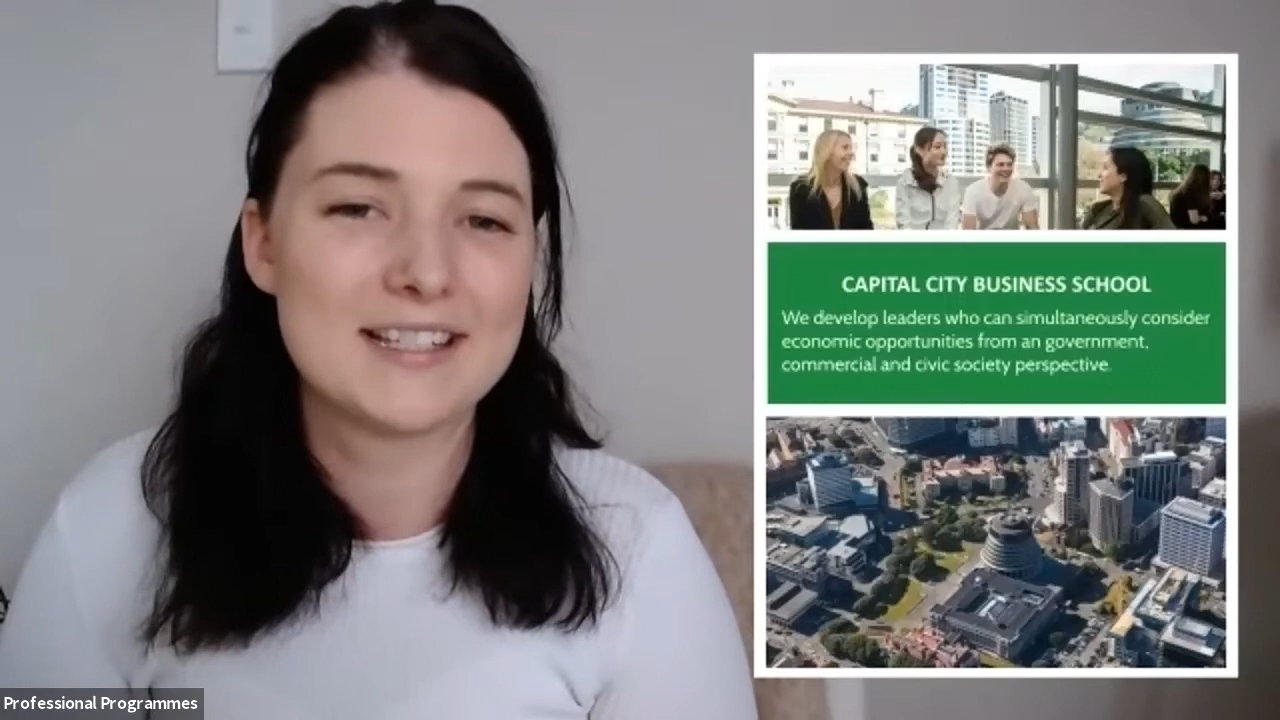 CAPITAL CITY BUSINESS SCHOOL
We develop leaders who can simultaneously consider
economic opportunities from an government,
commercial and civic society perspective.
Professional Programmes